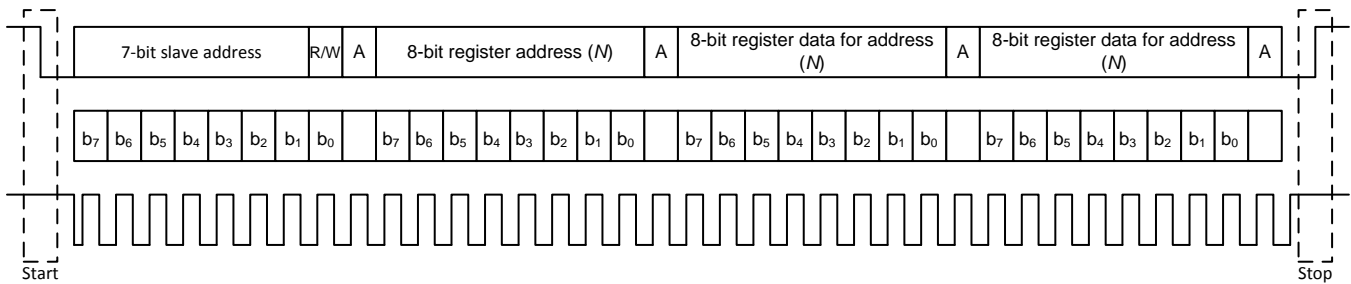 7-bit slave address R/W A 8-bit register address (N) A 8-bit register data for address (N) A 8-bit register data for address (N) A
b7 b6 b5 b4 b3 b2 b1 b0 b7 b6 b5 b4 b3 b2 b1 b0 b7 b6 b5 b4 b3 b2 b1 b0 b7 b6 b5 b4 b3 b2 b1 b0
Start Stop